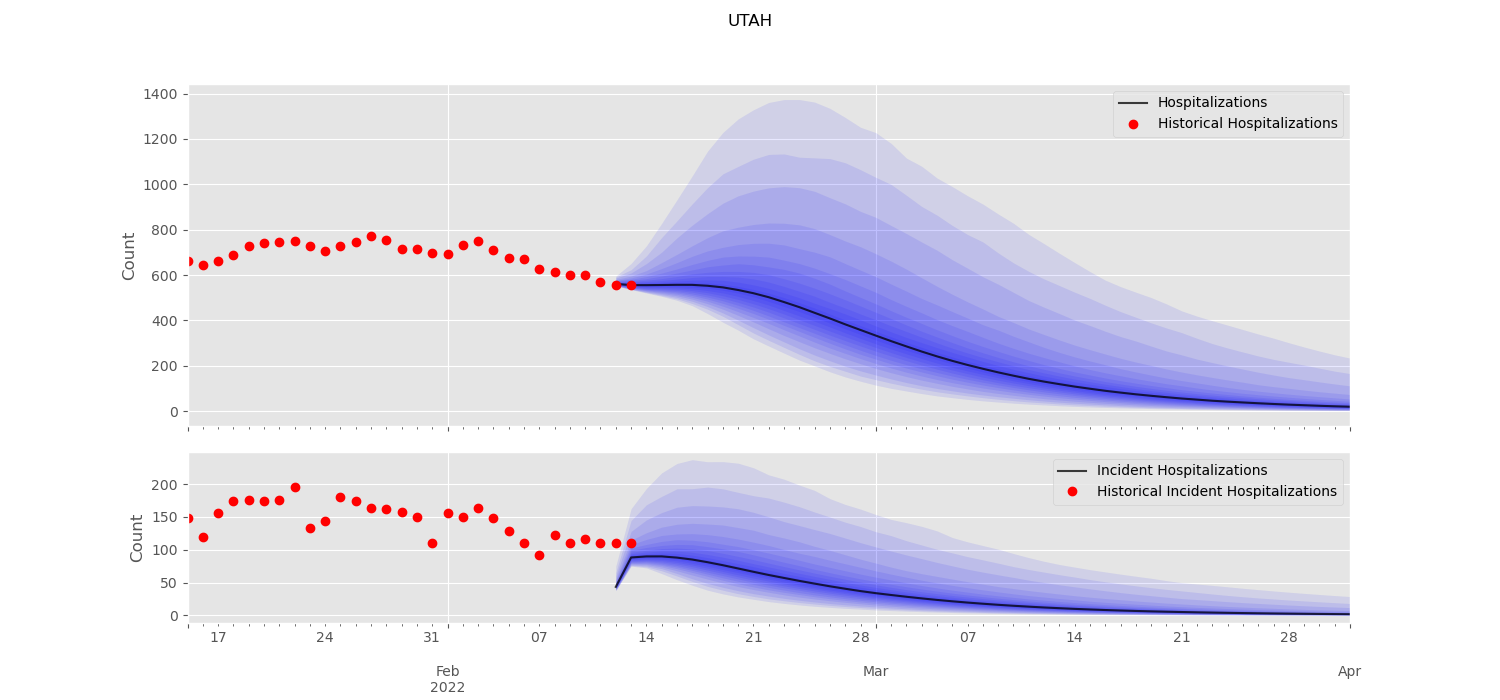 UTAH
1400
1200
1000
800
600
400
200
0
Count
Hospitalizations
Historical Hospitalizations
200
150
100
50
0
Count
Incident Hospitalizations
Historical Incident Hospitalizations
17 24 31 07 14 21 28 07 14 21 28
Feb Mar Apr
2022